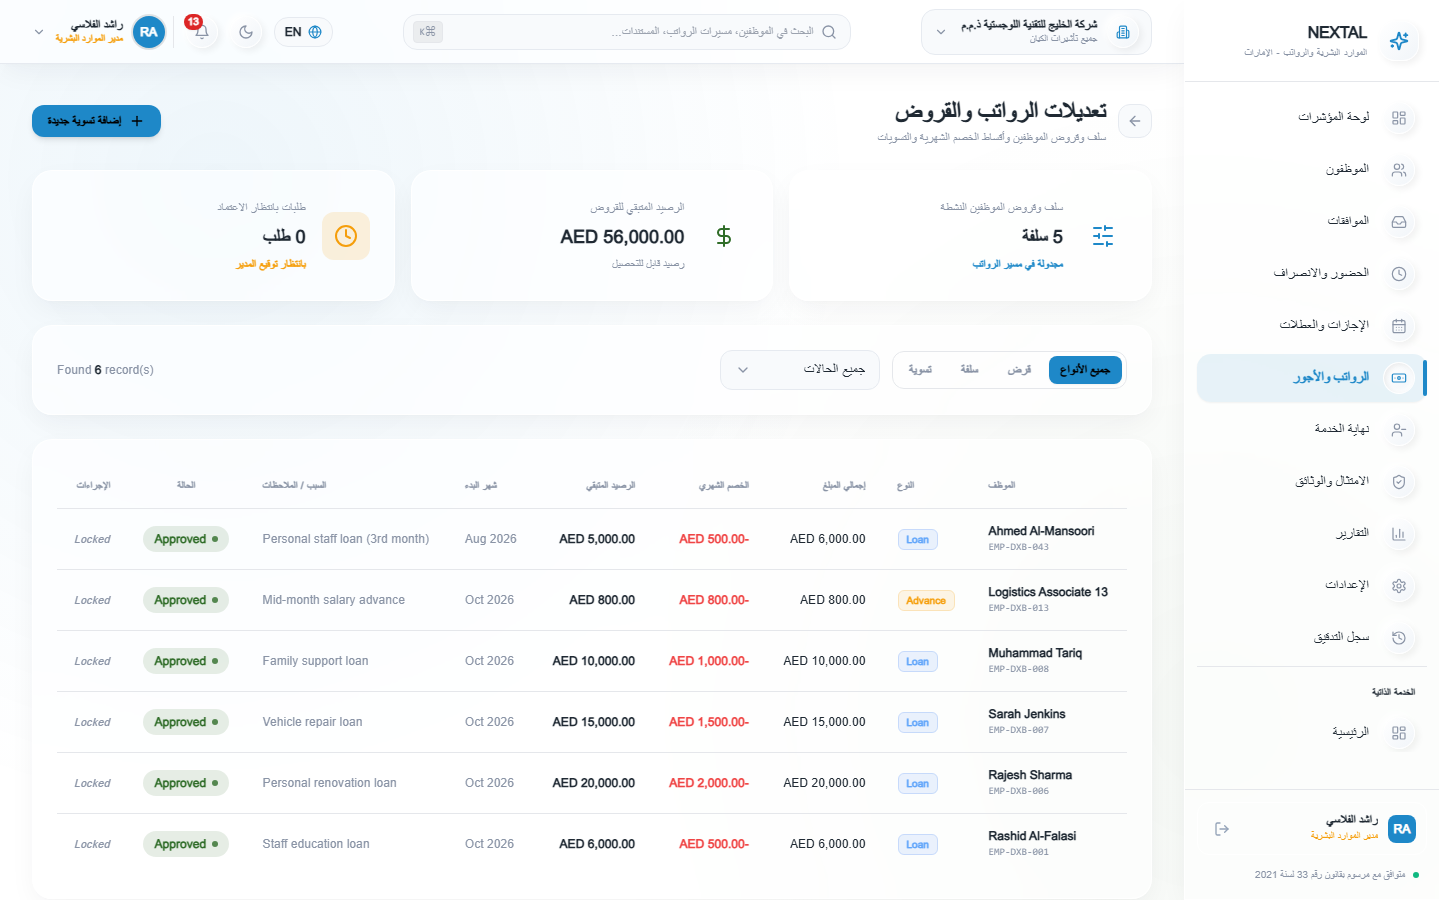 NEXTAL
الموارد البشرية والرواتب - الإمارات
لوحة المؤشرات
الموظفون
الموافقات
الحضور والانصراف
الإجازات والعطلات
الرواتب والأجور
نهاية الخدمة
الامتثال والوثائق
التقارير
الإعدادات
سجل التدقيق
الخدمة الذاتية
الرئيسية
RA
راشد الفلاسي
مدير الموارد البشرية
متوافق مع مرسوم بقانون رقم 33 لسنة 2021
شركة الخليج للتقنية اللوجستية ذ.م.م
جميع تأشيرات الكيان
البحث في الموظفين، مسيرات الرواتب، المستندات...
⌘K
EN
13
RA
راشد الفلاسي
مدير الموارد البشرية
تعديلات الرواتب والقروض
سلف وقروض الموظفين وأقساط الخصم الشهرية والتسويات
إضافة تسوية جديدة
سلف وقروض الموظفين النشطة
5 سلفة
مجدولة في مسير الرواتب
الرصيد المتبقي للقروض
AED 56,000.00
رصيد قابل للتحصيل
طلبات بانتظار الاعتماد
0 طلب
بانتظار توقيع المدير
جميع الأنواع قرض سلفة تسوية
جميع الحالات
Found 6 record(s)
الموظف النوع إجمالي المبلغ الخصم الشهري الرصيد المتبقي شهر البدء السبب / الملاحظات الحالة الإجراءات
Ahmed Al-Mansoori
EMP-DXB-043
Loan AED 6,000.00 AED 500.00- AED 5,000.00 Aug 2026 Personal staff loan (3rd month) Approved Locked
Logistics Associate 13
EMP-DXB-013
Advance AED 800.00 AED 800.00- AED 800.00 Oct 2026 Mid-month salary advance Approved Locked
Muhammad Tariq
EMP-DXB-008
Loan AED 10,000.00 AED 1,000.00- AED 10,000.00 Oct 2026 Family support loan Approved Locked
Sarah Jenkins
EMP-DXB-007
Loan AED 15,000.00 AED 1,500.00- AED 15,000.00 Oct 2026 Vehicle repair loan Approved Locked
Rajesh Sharma
EMP-DXB-006
Loan AED 20,000.00 AED 2,000.00- AED 20,000.00 Oct 2026 Personal renovation loan Approved Locked
Rashid Al-Falasi
EMP-DXB-001
Loan AED 6,000.00 AED 500.00- AED 6,000.00 Oct 2026 Staff education loan Approved Locked